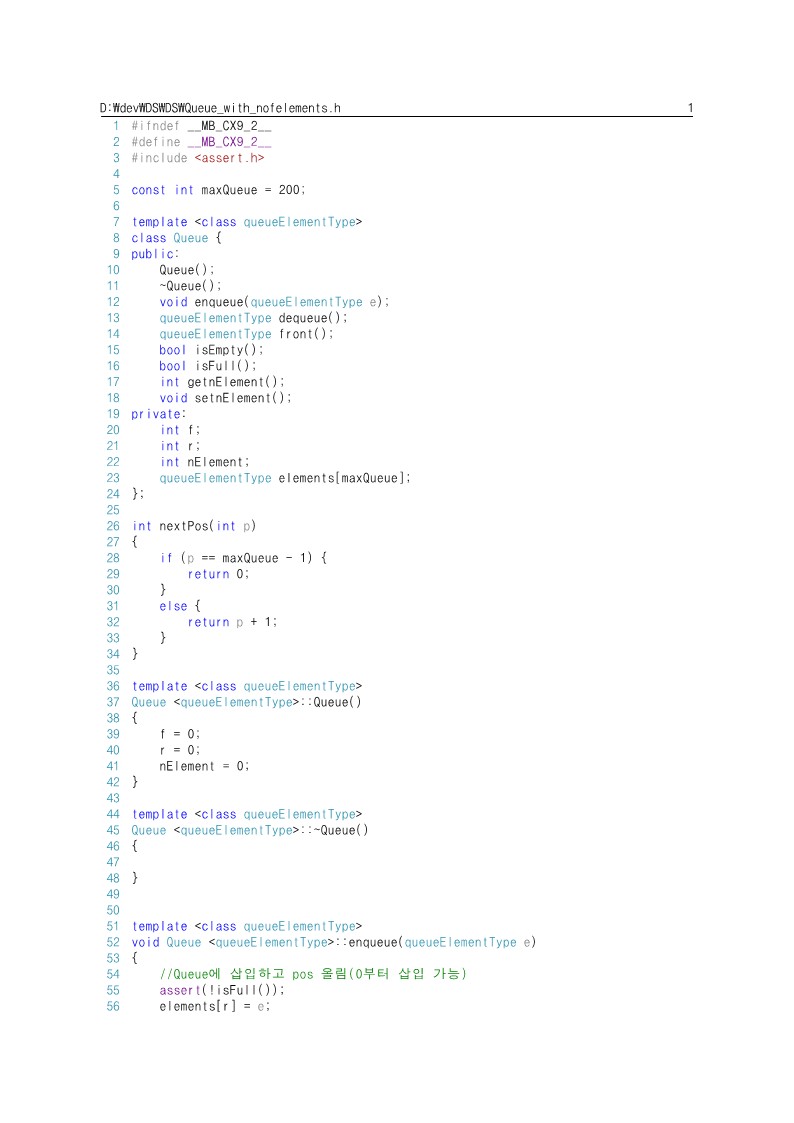 D:\dev\DS\DS\Queue_with_nofelements.h 1
1 #ifndef __MB_CX9_2__
2 #define __MB_CX9_2__
3 #include <assert.h>
4
5 const int maxQueue = 200;
6
7 template <class queueElementType>
8 class Queue {
9 public:
10     Queue();
11     ~Queue();
12     void enqueue(queueElementType e);
13     queueElementType dequeue();
14     queueElementType front();
15     bool isEmpty();
16     bool isFull();
17     int getnElement();
18     void setnElement();
19 private:
20     int f;
21     int r;
22     int nElement;
23     queueElementType elements[maxQueue];
24 };
25
26 int nextPos(int p)
27 {
28     if (p == maxQueue - 1) {
29         return 0;
30     }
31     else {
32         return p + 1;
33     }
34 }
35
36 template <class queueElementType>
37 Queue <queueElementType>::Queue()
38 {
39     f = 0;
40     r = 0;
41     nElement = 0;
42 }
43
44 template <class queueElementType>
45 Queue <queueElementType>::~Queue()
46 {
47
48 }
49
50
51 template <class queueElementType>
52 void Queue <queueElementType>::enqueue(queueElementType e)
53 {
54     //Queue에 삽입하고 pos 올림(0부터 삽입 가능)
55     assert(!isFull());
56     elements[r] = e;